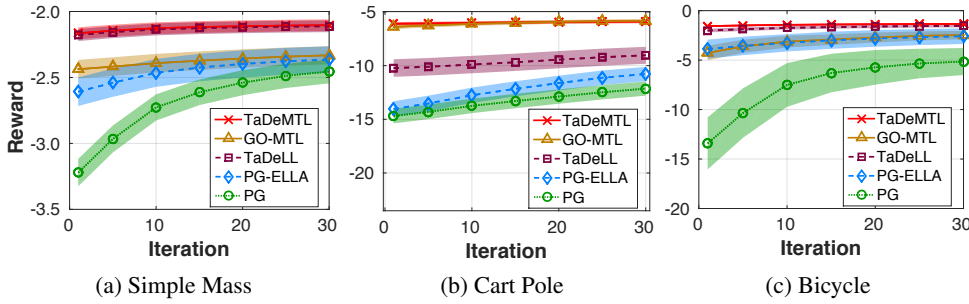 Reward
-2.0
-2.5
-3.0
-3.5
0
10
20
30
Iteration
TaDeMTL
GO-MTL
TaDeLL
PG-ELLA
PG
(a) Simple Mass
-5
-10
-15
-20
0
10
20
30
Iteration
TaDeMTL
GO-MTL
TaDeLL
PG-ELLA
PG
(b) Cart Pole
0
-5
-10
-15
-20
0
5
10
15
20
25
30
Iteration
TaDeMTL
GO-MTL
TaDeLL
PG-ELLA
PG
(c) Bicycle